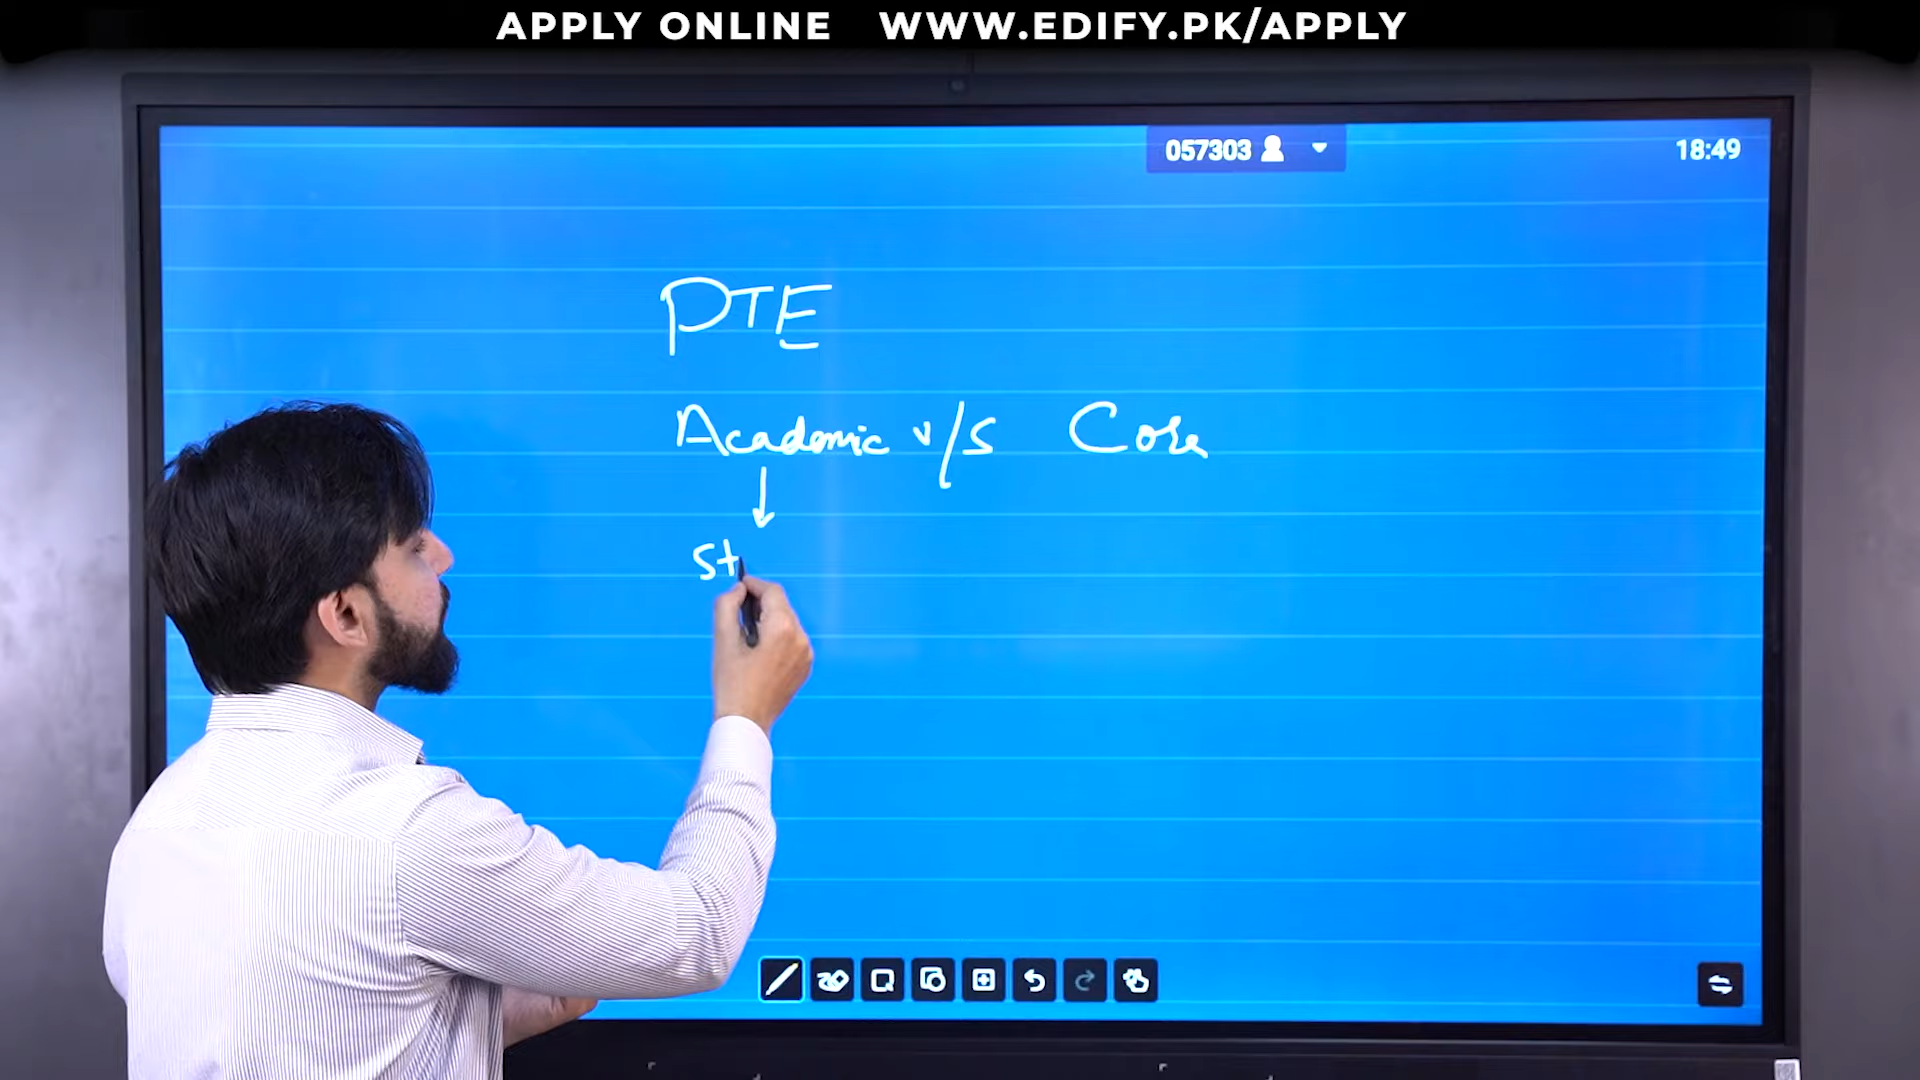 APPLY ONLINE WWW.EDIFY.PK/APPLY
057303
18:49
PTE
Academic v/s Core
St